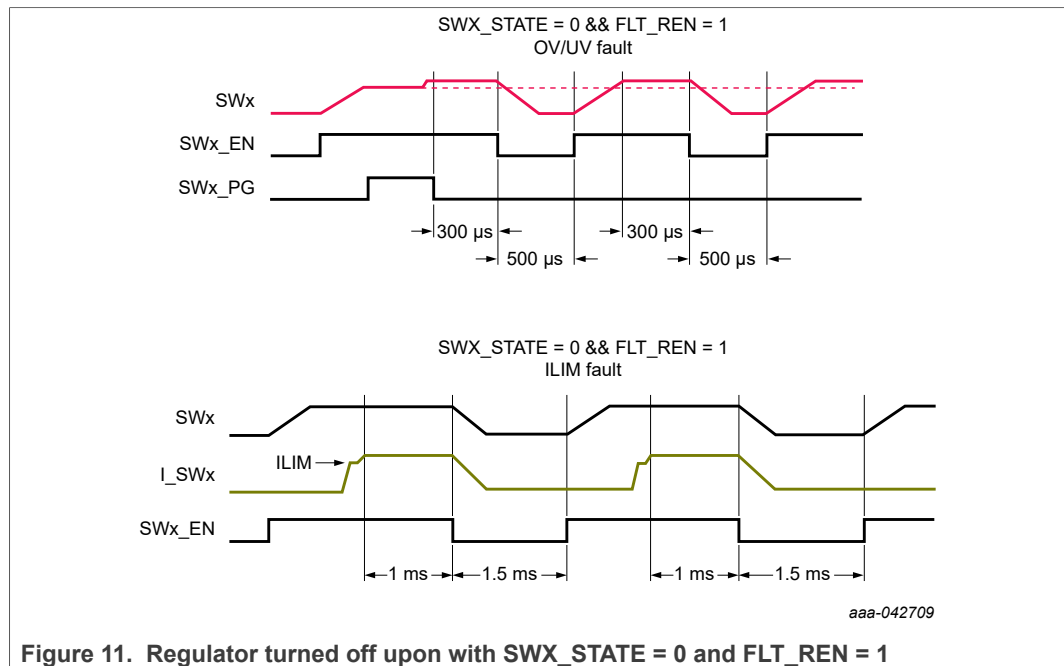 SWX_STATE = 0 && FLT_REN = 1
OV/UV fault
SWx
SWx_EN
SWx_PG
300 µs
300 µs
500 µs
500 µs
SWX_STATE = 0 && FLT_REN = 1
ILIM fault
SWx
ILIM
I_SWx
SWx_EN
1 ms
1.5 ms
1 ms
1.5 ms
aaa-042709
Figure 11. Regulator turned off upon with SWX_STATE = 0 and FLT_REN = 1